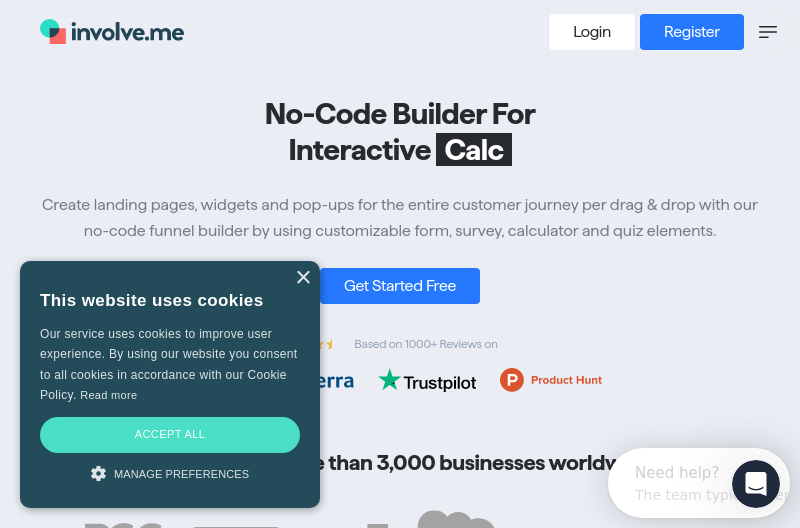 involve.me
Login
Register
No-Code Builder For
Interactive Calc
Create landing pages, widgets and pop-ups for the entire customer journey per drag & drop with our
no-code funnel builder by using customizable form, survey, calculator and quiz elements.
Get Started Free
Based on 1000+ Reviews on
Trustpilot
P Product Hunt
than 3,000 businesses
This website uses cookies
Our service uses cookies to improve user
experience. By using our website you consent
to all cookies in accordance with our Cookie
Policy. Read more
ACCEPT ALL
MANAGE PREFERENCES
Need help?
The team